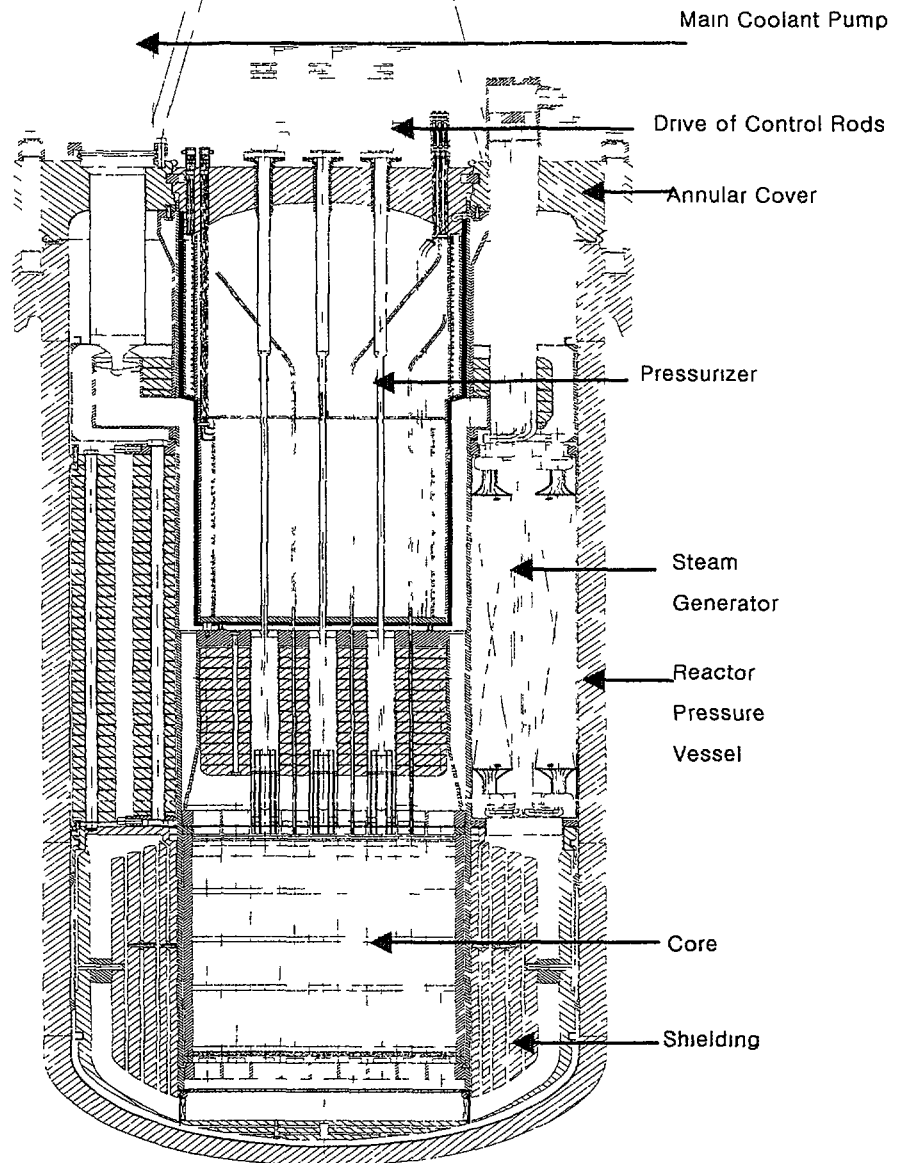 Main Coolant Pump
Drive of Control Rods
Annular Cover
Pressurizer
Steam
Generator
Reactor
Pressure
Vessel
Core
Shielding